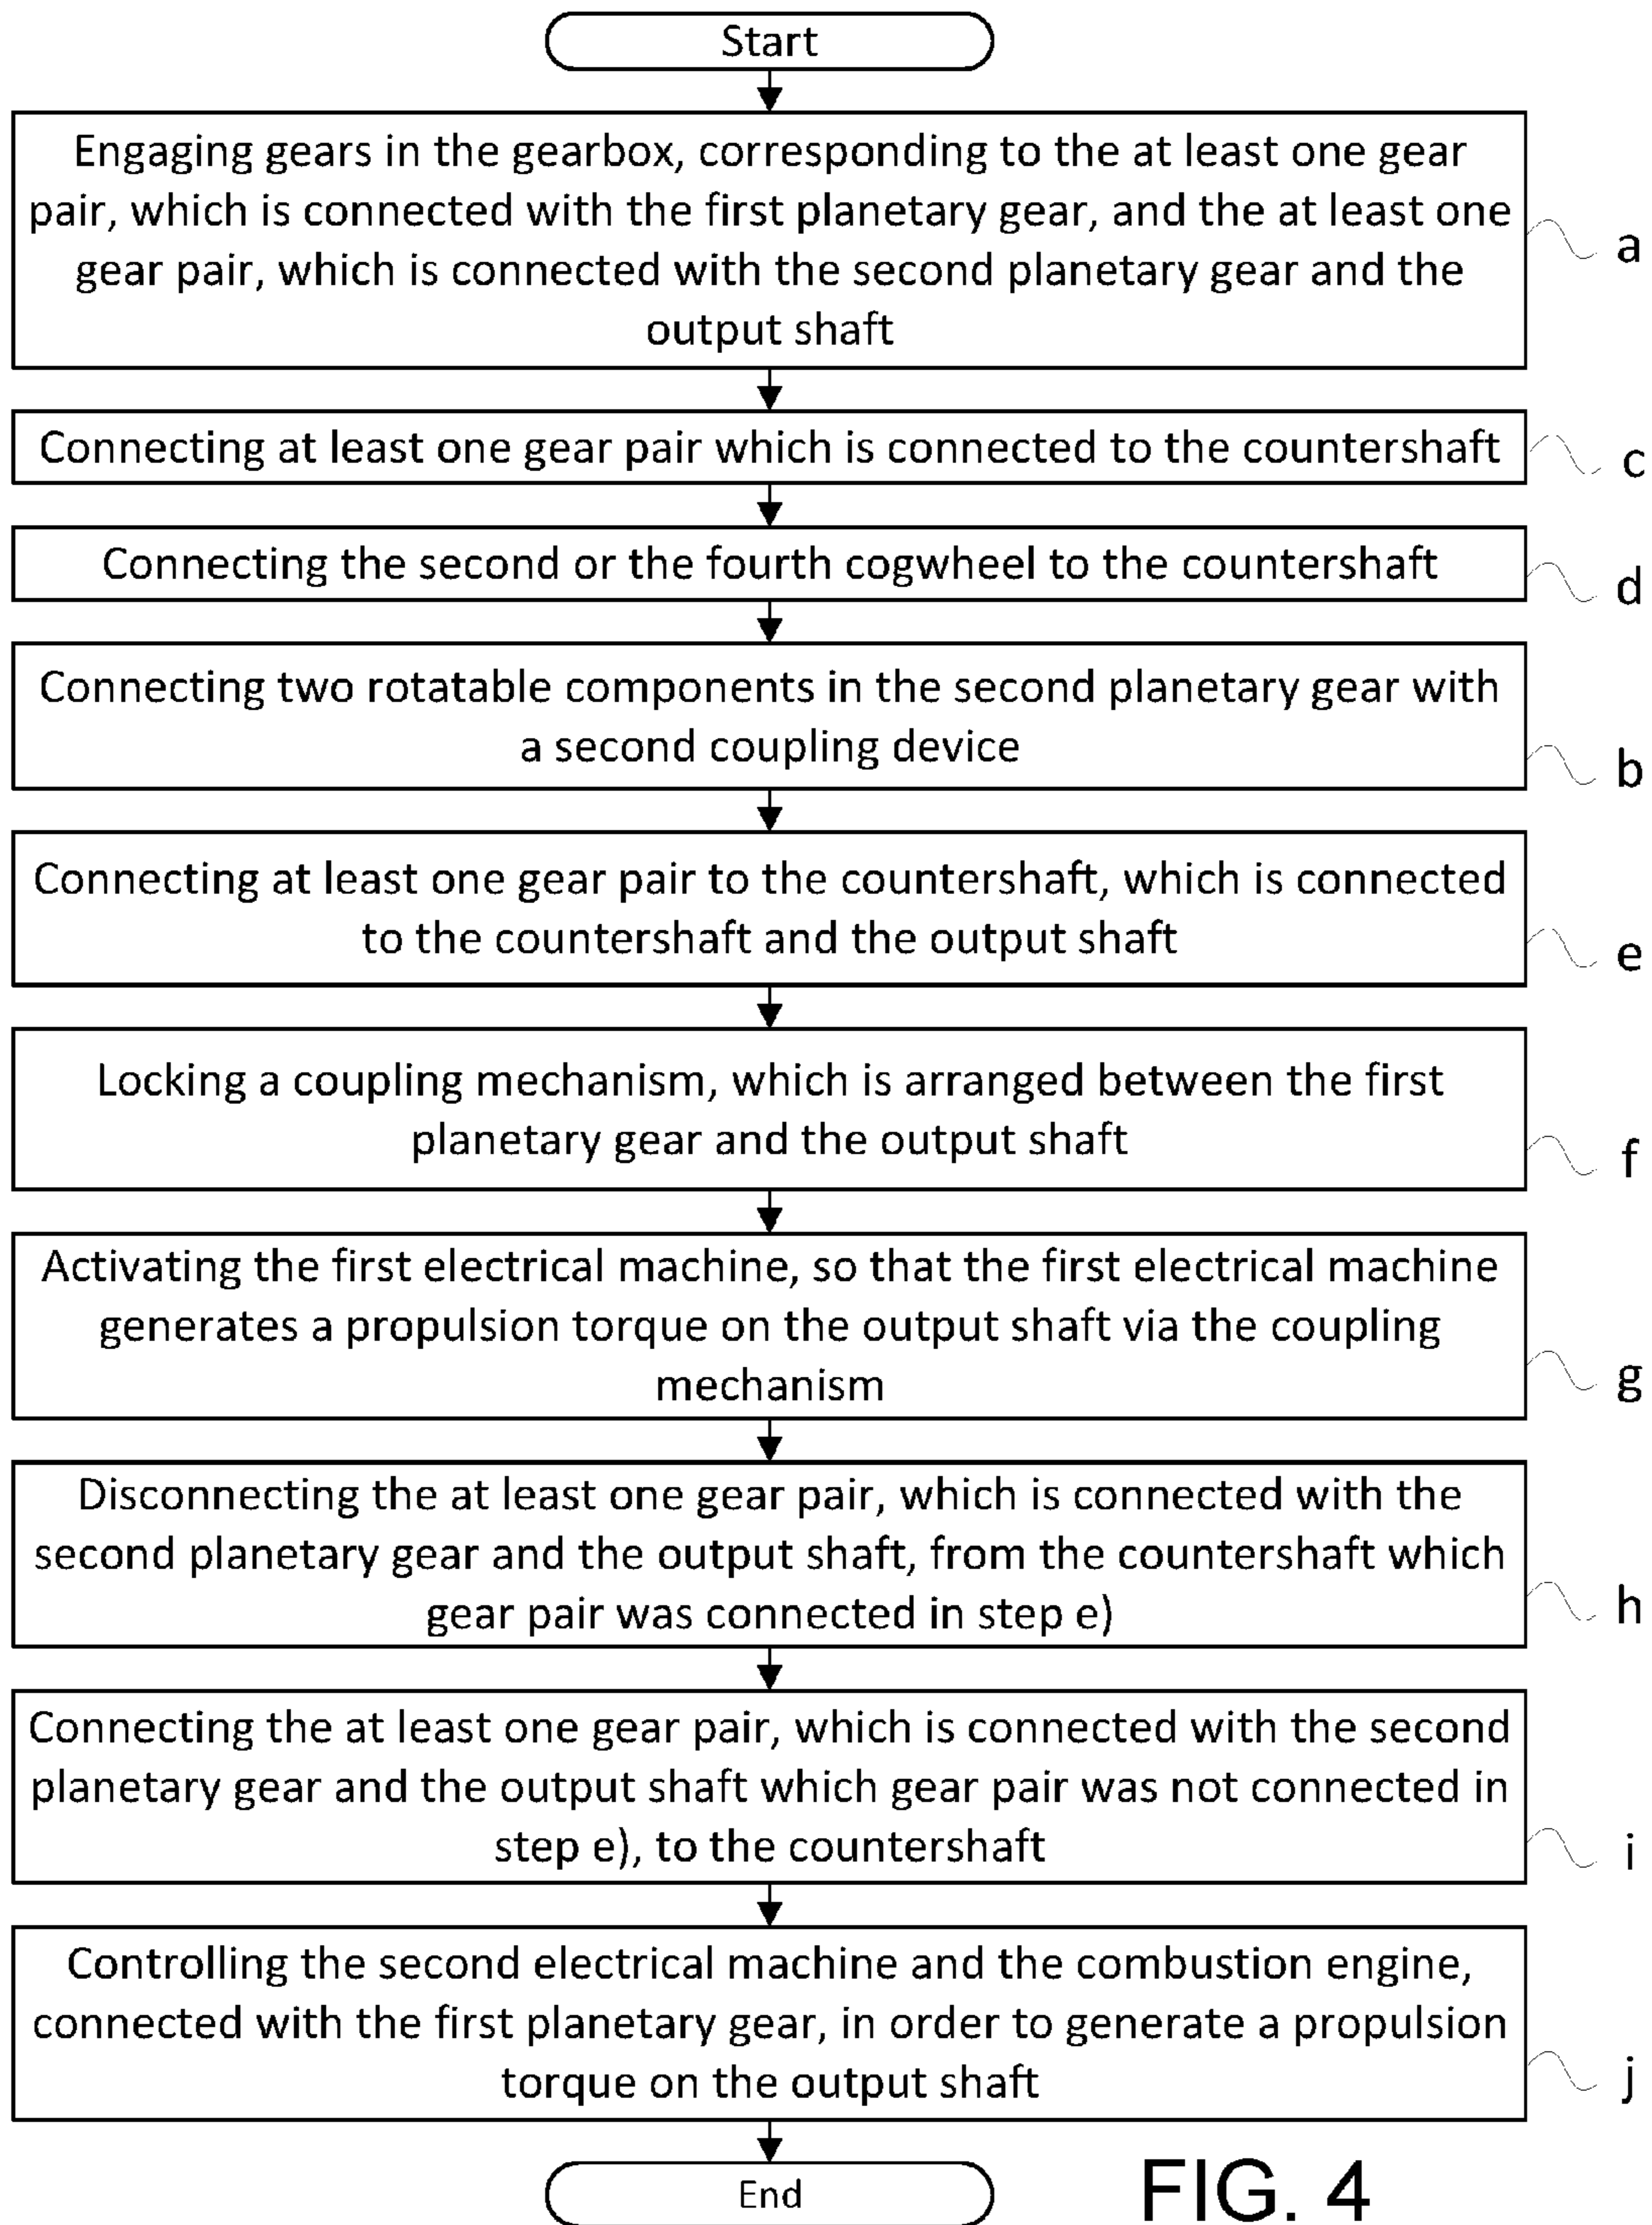 Start
Engaging gears in the gearbox, corresponding to the at least one gear
pair, which is connected with the first planetary gear, and the at least one
gear pair, which is connected with the second planetary gear and the
output shaft
a
Connecting at least one gear pair which is connected to the countershaft
c
Connecting the second or the fourth cogwheel to the countershaft
d
Connecting two rotatable components in the second planetary gear with
a second coupling device
b
Connecting at least one gear pair to the countershaft, which is connected
to the countershaft and the output shaft
e
Locking a coupling mechanism, which is arranged between the first
planetary gear and the output shaft
f
Activating the first electrical machine, so that the first electrical machine
generates a propulsion torque on the output shaft via the coupling
mechanism
g
Disconnecting the at least one gear pair, which is connected with the
second planetary gear and the output shaft, from the countershaft which
gear pair was connected in step e)
h
Connecting the at least one gear pair, which is connected with the second
planetary gear and the output shaft which gear pair was not connected in
step e), to the countershaft
i
Controlling the second electrical machine and the combustion engine,
connected with the first planetary gear, in order to generate a propulsion
torque on the output shaft
j
End
FIG. 4